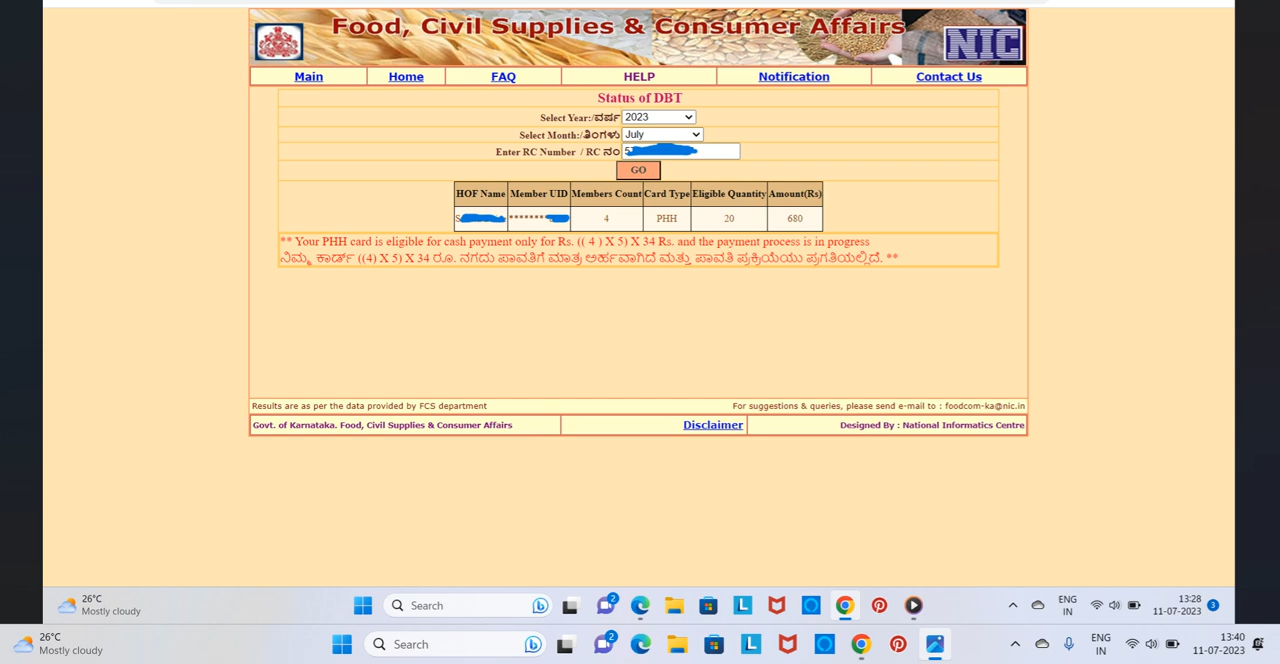 Food, Civil Supplies & Consumer Affairs
NIC
Main Home FAQ HELP Notification Contact Us
Status of DBT
Select Year:/ವರ್ಷ 2023
Select Month:/ತಿಂಗಳು July
Enter RC Number / RC ನಂ 5
GO
HOF Name Member UID Members Count Card Type Eligible Quantity Amount(Rs)
S ******* 4 PHH 20 680
** Your PHH card is eligible for cash payment only for Rs. (( 4 ) X 5) X 34 Rs. and the payment process is in progress
ನಿಮ್ಮ ಕಾರ್ಡ್ ((4) X 5) X 34 ರೂ. ನಗದು ಪಾವತಿಗೆ ಮಾತ್ರ ಅರ್ಹವಾಗಿದೆ ಮತ್ತು ಪಾವತಿ ಪ್ರಕ್ರಿಯೆಯು ಪ್ರಗತಿಯಲ್ಲಿದೆ. **
Results are as per the data provided by FCS department For suggestions & queries, please send e-mail to : foodcom-ka@nic.in
Govt. of Karnataka. Food, Civil Supplies & Consumer Affairs Disclaimer Designed By : National Informatics Centre
26°C
Mostly cloudy
Search
2
L
ENG
IN
13:28
11-07-2023
3
26°C
Mostly cloudy
Search
2
L
ENG
IN
13:40
11-07-2023